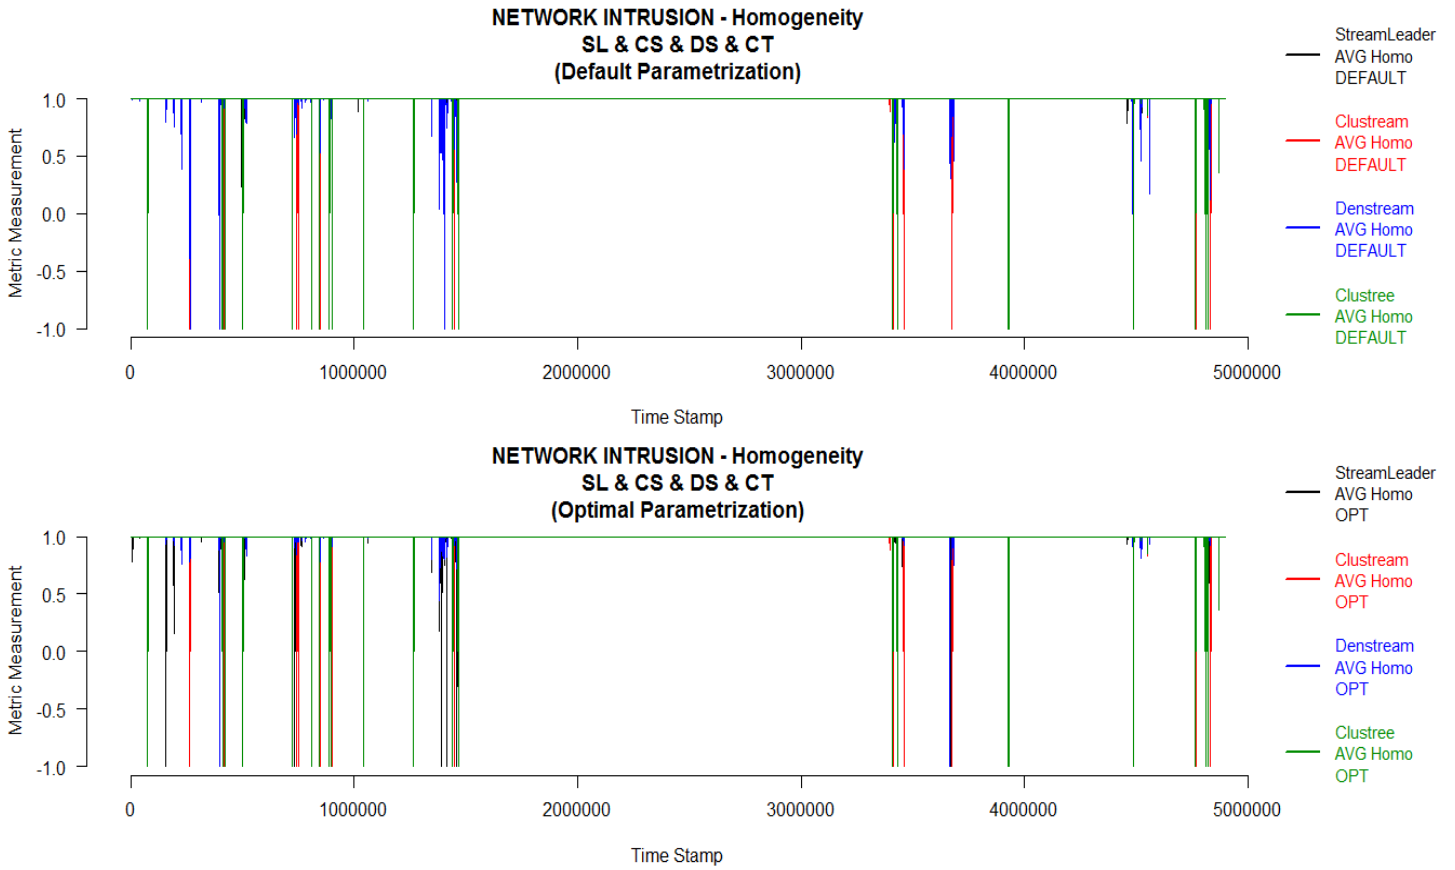 NETWORK INTRUSION - Homogeneity
SL & CS & DS & CT
(Default Parametrization)
StreamLeader
AVG Homo
DEFAULT
Clustream
AVG Homo
DEFAULT
Denstream
AVG Homo
DEFAULT
Clustree
AVG Homo
DEFAULT
Metric Measurement
1.0
0.5
0.0
-0.5
-1.0
0 1000000 2000000 3000000 4000000 5000000
Time Stamp
NETWORK INTRUSION - Homogeneity
SL & CS & DS & CT
(Optimal Parametrization)
StreamLeader
AVG Homo
OPT
Clustream
AVG Homo
OPT
Denstream
AVG Homo
OPT
Clustree
AVG Homo
OPT
Metric Measurement
1.0
0.5
0.0
-0.5
-1.0
0 1000000 2000000 3000000 4000000 5000000
Time Stamp